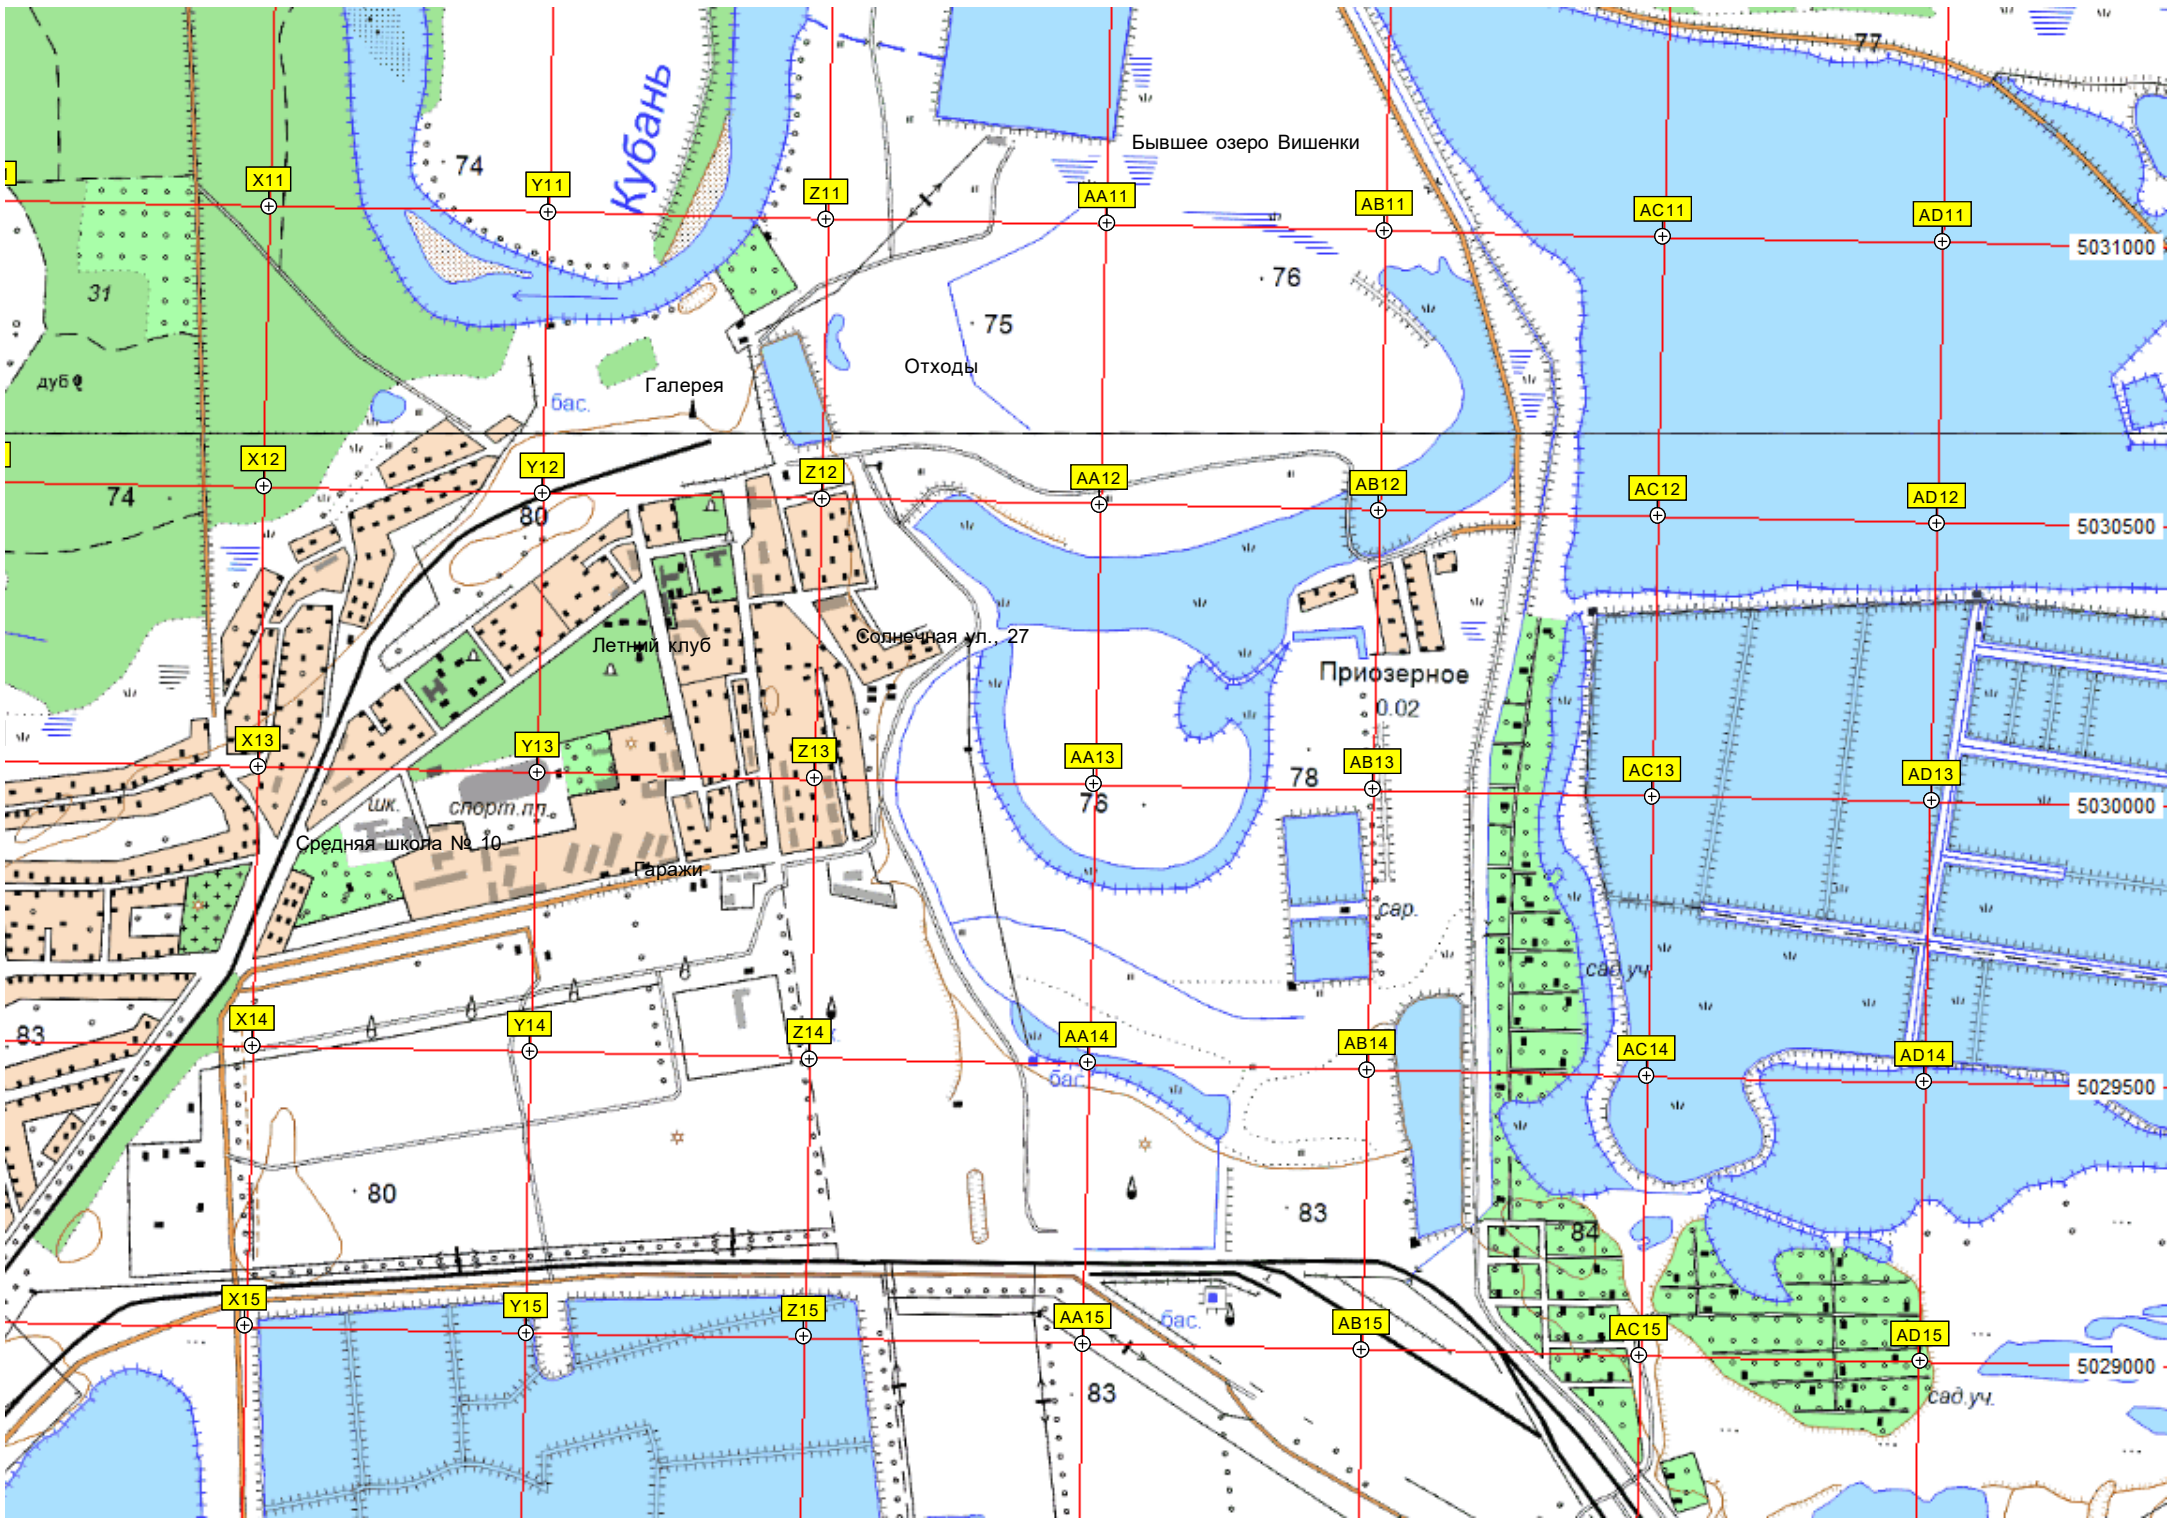 77
Кубань
74
Бывшее озеро Вишенки
X11
Y11
Z11
AA11
AB11
AC11
AD11
5031000
31
76
75
дуб
Отходы
Галерея
бас.
X12
Y12
Z12
AA12
AB12
AC12
AD12
74
80
5030500
Летний клуб
Солнечная ул., 27
Приозерное
0.02
X13
Y13
Z13
AA13
AB13
AC13
AD13
78
76
5030000
шк.
спорт.пл.
Средняя школа № 10
Гаражи
сар.
сад.уч.
X14
Y14
Z14
AA14
AB14
AC14
AD14
83
бас.
5029500
80
83
84
X15
Y15
Z15
AA15
AB15
AC15
AD15
бас.
5029000
83
сад.уч.